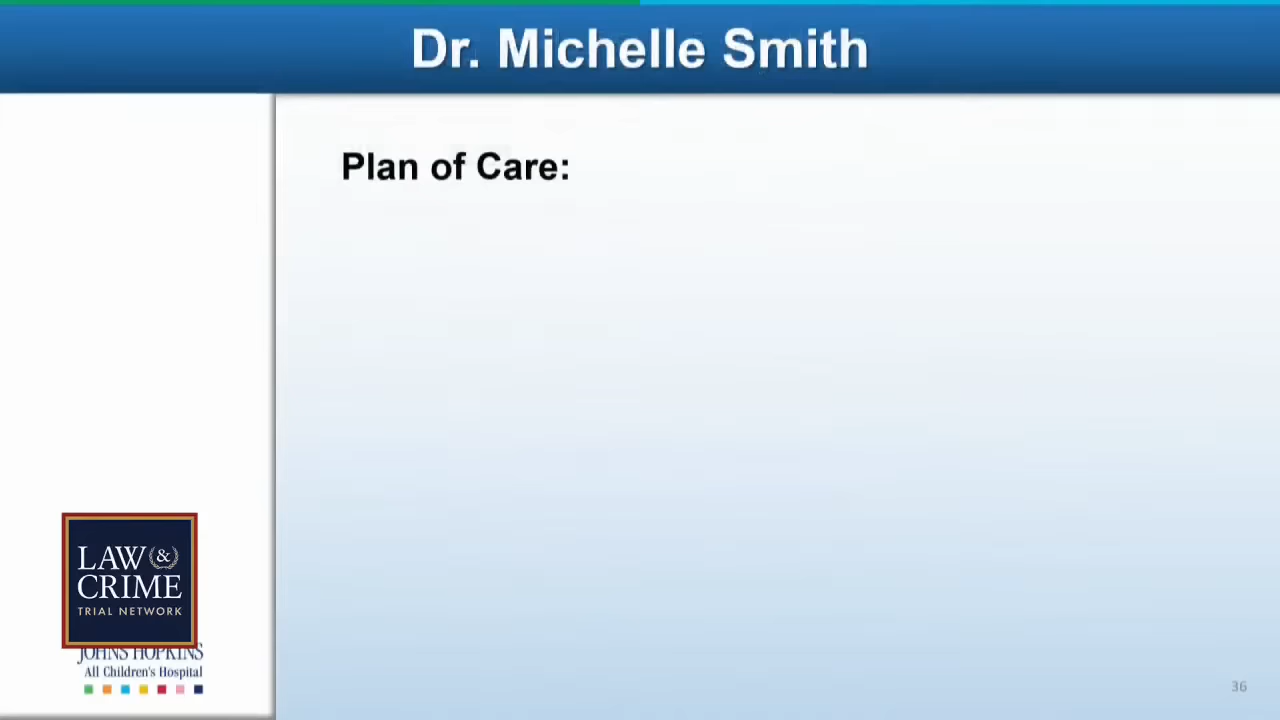 Dr. Michelle Smith
Plan of Care:
LAW &
CRIME
TRIAL NETWORK
JOHNS HOPKINS
All Children's Hospital
36